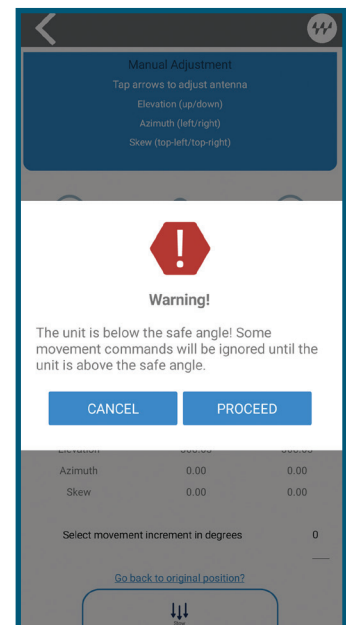 Manual Adjustment
Tap arrows to adjust antenna
Elevation (up/down)
Azimuth (left/right)
Skew (top-left/top-right)
Warning!
The unit is below the safe angle! Some
movement commands will be ignored until the
unit is above the safe angle.
CANCEL PROCEED
Elevation
Azimuth 0.00 0.00
Skew 0.00 0.00
Select movement increment in degrees 0
Go back to original position?